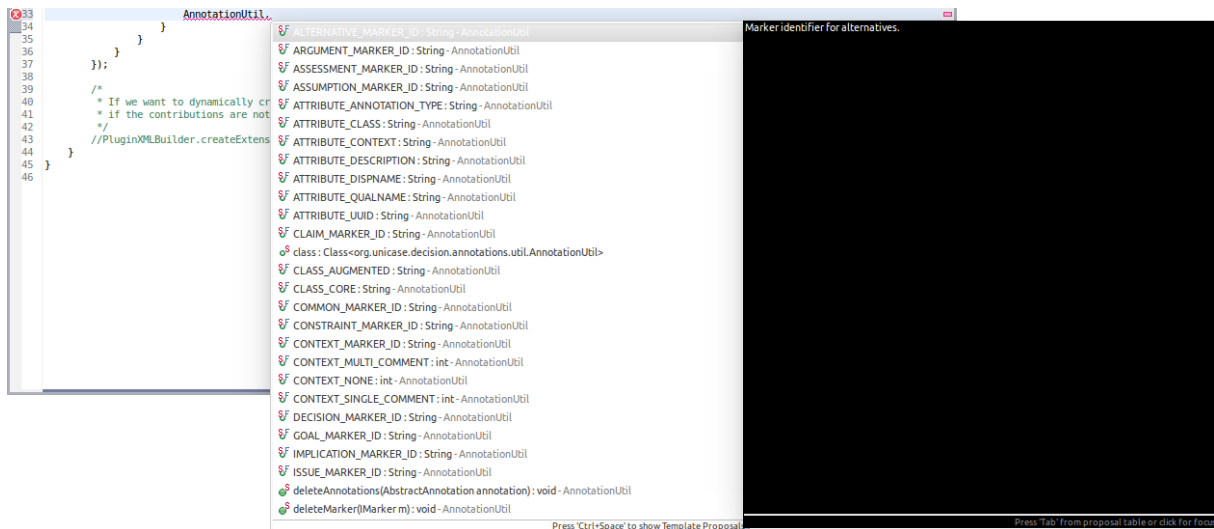 33 AnnotationUtil.
34 }
35 }
36 }
37 });
38
39 /*
40 * If we want to dynamically cr
41 * if the contributions are not
42 */
43 //PluginXMLBuilder.createExtens
44 }
45 }
46
ALTERNATIVE_MARKER_ID : String - AnnotationUtil
ARGUMENT_MARKER_ID : String - AnnotationUtil
ASSESSMENT_MARKER_ID : String - AnnotationUtil
ASSUMPTION_MARKER_ID : String - AnnotationUtil
ATTRIBUTE_ANNOTATION_TYPE : String - AnnotationUtil
ATTRIBUTE_CLASS : String - AnnotationUtil
ATTRIBUTE_CONTEXT : String - AnnotationUtil
ATTRIBUTE_DESCRIPTION : String - AnnotationUtil
ATTRIBUTE_DISPNAME : String - AnnotationUtil
ATTRIBUTE_QUALNAME : String - AnnotationUtil
ATTRIBUTE_UUID : String - AnnotationUtil
CLAIM_MARKER_ID : String - AnnotationUtil
class : Class<org.unicase.decision.annotations.util.AnnotationUtil>
CLASS_AUGMENTED : String - AnnotationUtil
CLASS_CORE : String - AnnotationUtil
COMMON_MARKER_ID : String - AnnotationUtil
CONSTRAINT_MARKER_ID : String - AnnotationUtil
CONTEXT_MARKER_ID : String - AnnotationUtil
CONTEXT_MULTI_COMMENT : int - AnnotationUtil
CONTEXT_NONE : int - AnnotationUtil
CONTEXT_SINGLE_COMMENT : int - AnnotationUtil
DECISION_MARKER_ID : String - AnnotationUtil
GOAL_MARKER_ID : String - AnnotationUtil
IMPLICATION_MARKER_ID : String - AnnotationUtil
ISSUE_MARKER_ID : String - AnnotationUtil
deleteAnnotations(AbstractAnnotation annotation) : void - AnnotationUtil
deleteMarker(IMarker m) : void - AnnotationUtil
Press 'Ctrl+Space' to show Template Proposals
Marker identifier for alternatives.
Press 'Tab' from proposal table or click for focus